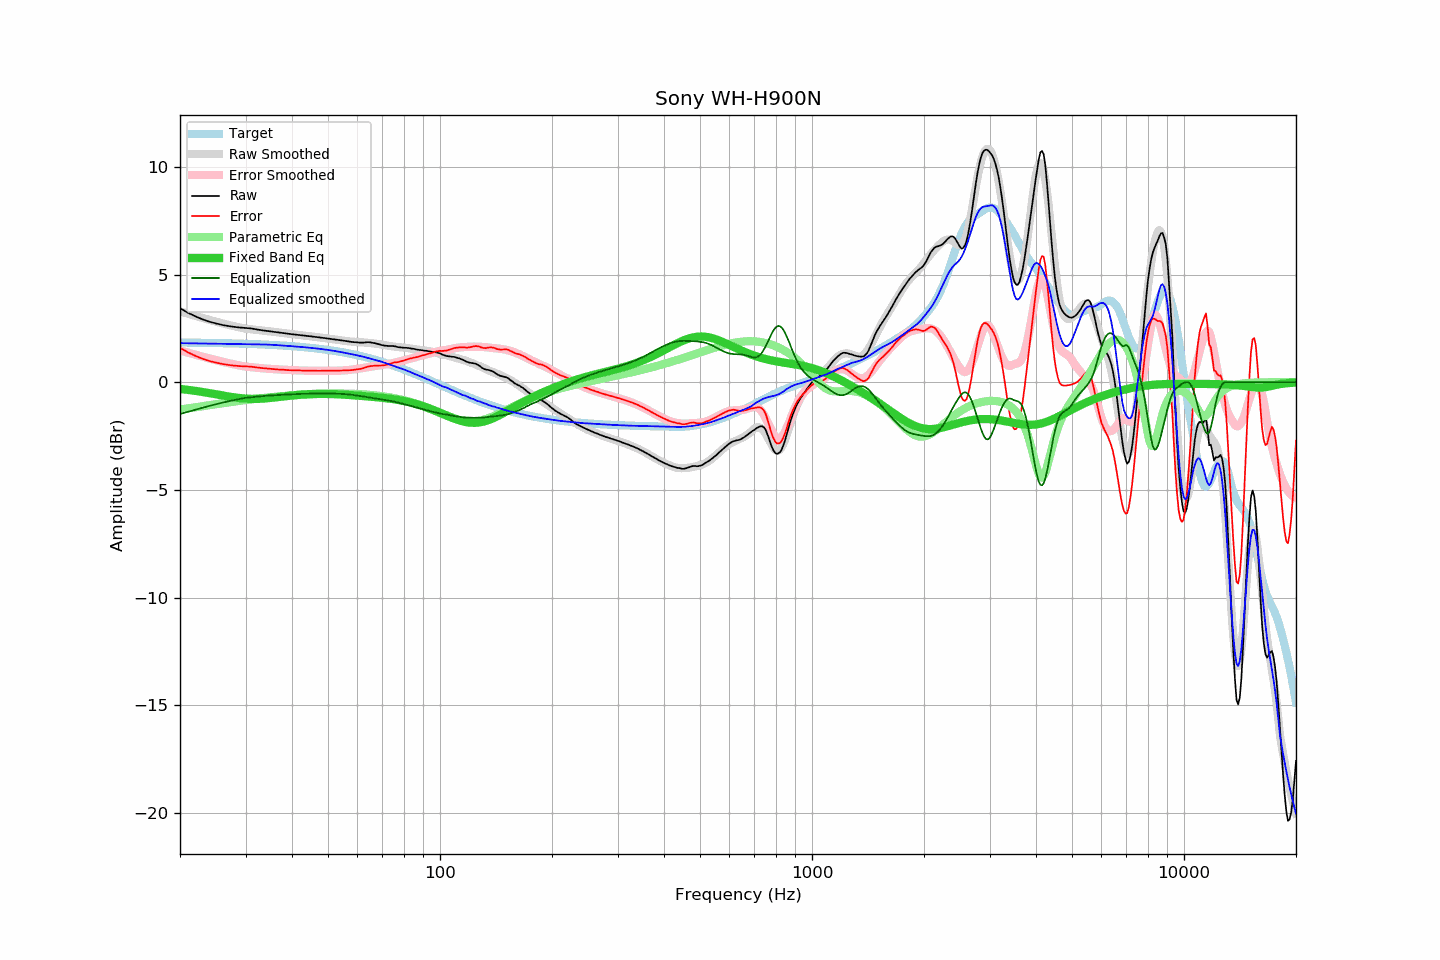 Sony WH-H900N
Target
Raw Smoothed
Error Smoothed
Raw
Error
Parametric Eq
Fixed Band Eq
Equalization
Equalized smoothed
10
5
0
−5
−10
−15
−20
Amplitude (dBr)
100
1000
10000
Frequency (Hz)